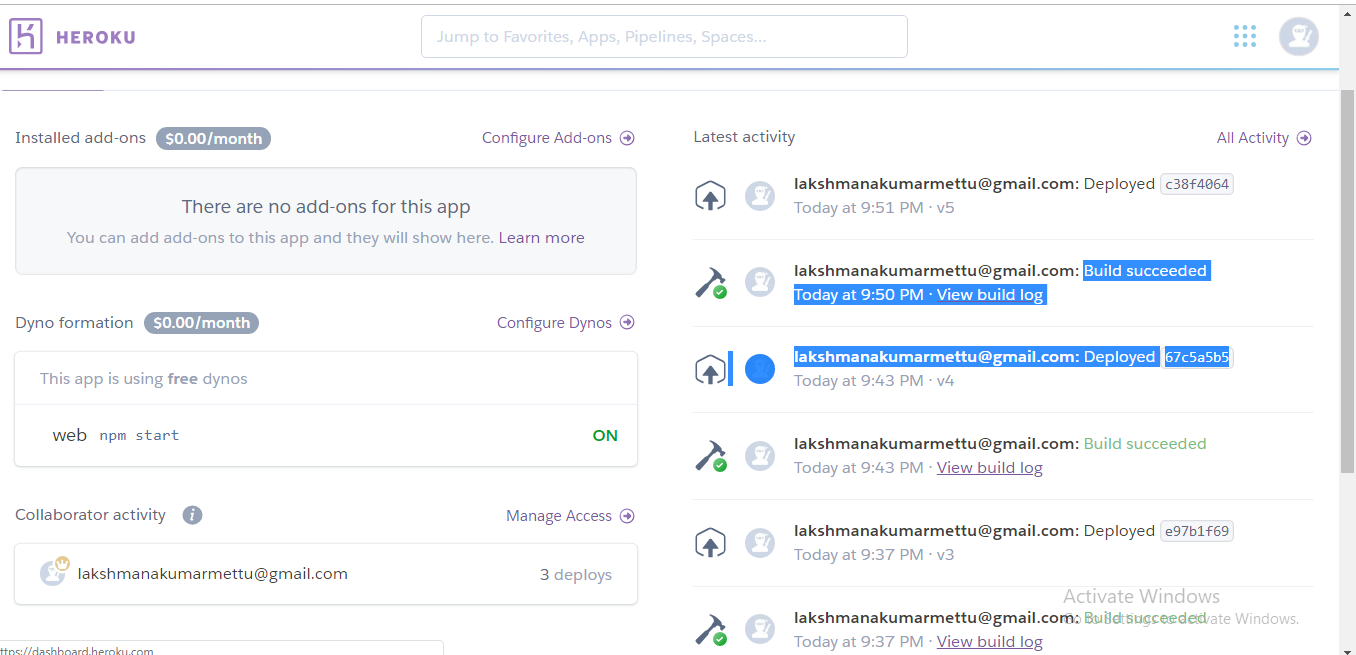 HEROKU
Jump to Favorites, Apps, Pipelines, Spaces...
Installed add-ons $0.00/month Configure Add-ons
There are no add-ons for this app
You can add add-ons to this app and they will show here. Learn more
Dyno formation $0.00/month Configure Dynos
This app is using free dynos
web npm start ON
Collaborator activity i Manage Access
lakshmanakumarmettu@gmail.com 3 deploys
ttps://dashboard.heroku.com
Latest activity All Activity
lakshmanakumarmettu@gmail.com: Deployed c38f4064
Today at 9:51 PM · v5
lakshmanakumarmettu@gmail.com: Build succeeded
Today at 9:50 PM · View build log
lakshmanakumarmettu@gmail.com: Deployed 67c5a5b5
Today at 9:43 PM · v4
lakshmanakumarmettu@gmail.com: Build succeeded
Today at 9:43 PM · View build log
lakshmanakumarmettu@gmail.com: Deployed e97b1f69
Today at 9:37 PM · v3
lakshmanakumarmettu@gmail.com: Build succeeded
Today at 9:37 PM · View build log
Activate Windows
Go to Settings to activate Windows.